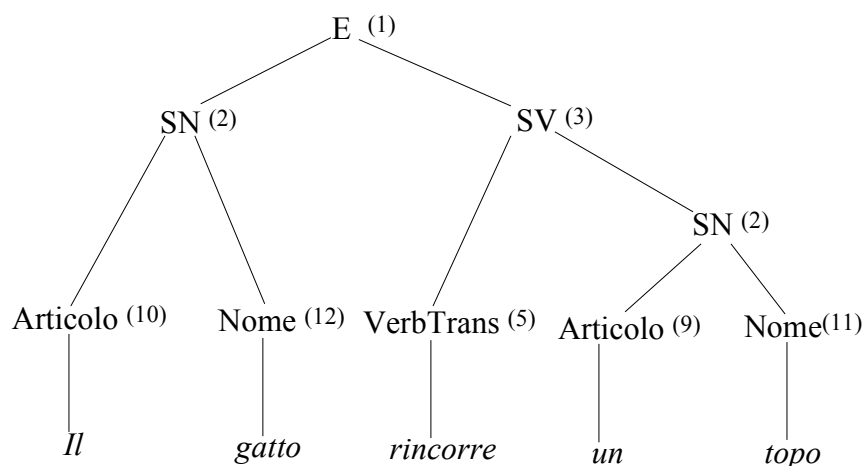 E (1)
SN (2) SV (3)
SN (2)
Articolo (10) Nome (12) VerbTrans (5) Articolo (9) Nome(11)
Il gatto rincorre un topo